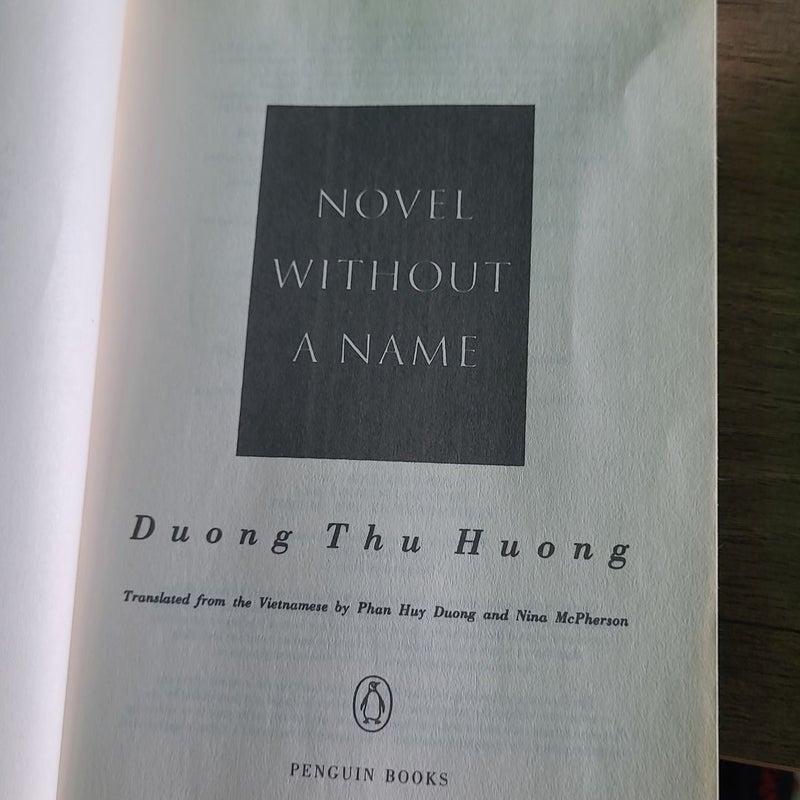 NOVEL
WITHOUT
A NAME
Duong Thu Huong
Translated from the Vietnamese by Phan Huy Duong and Nina McPherson
PENGUIN BOOKS